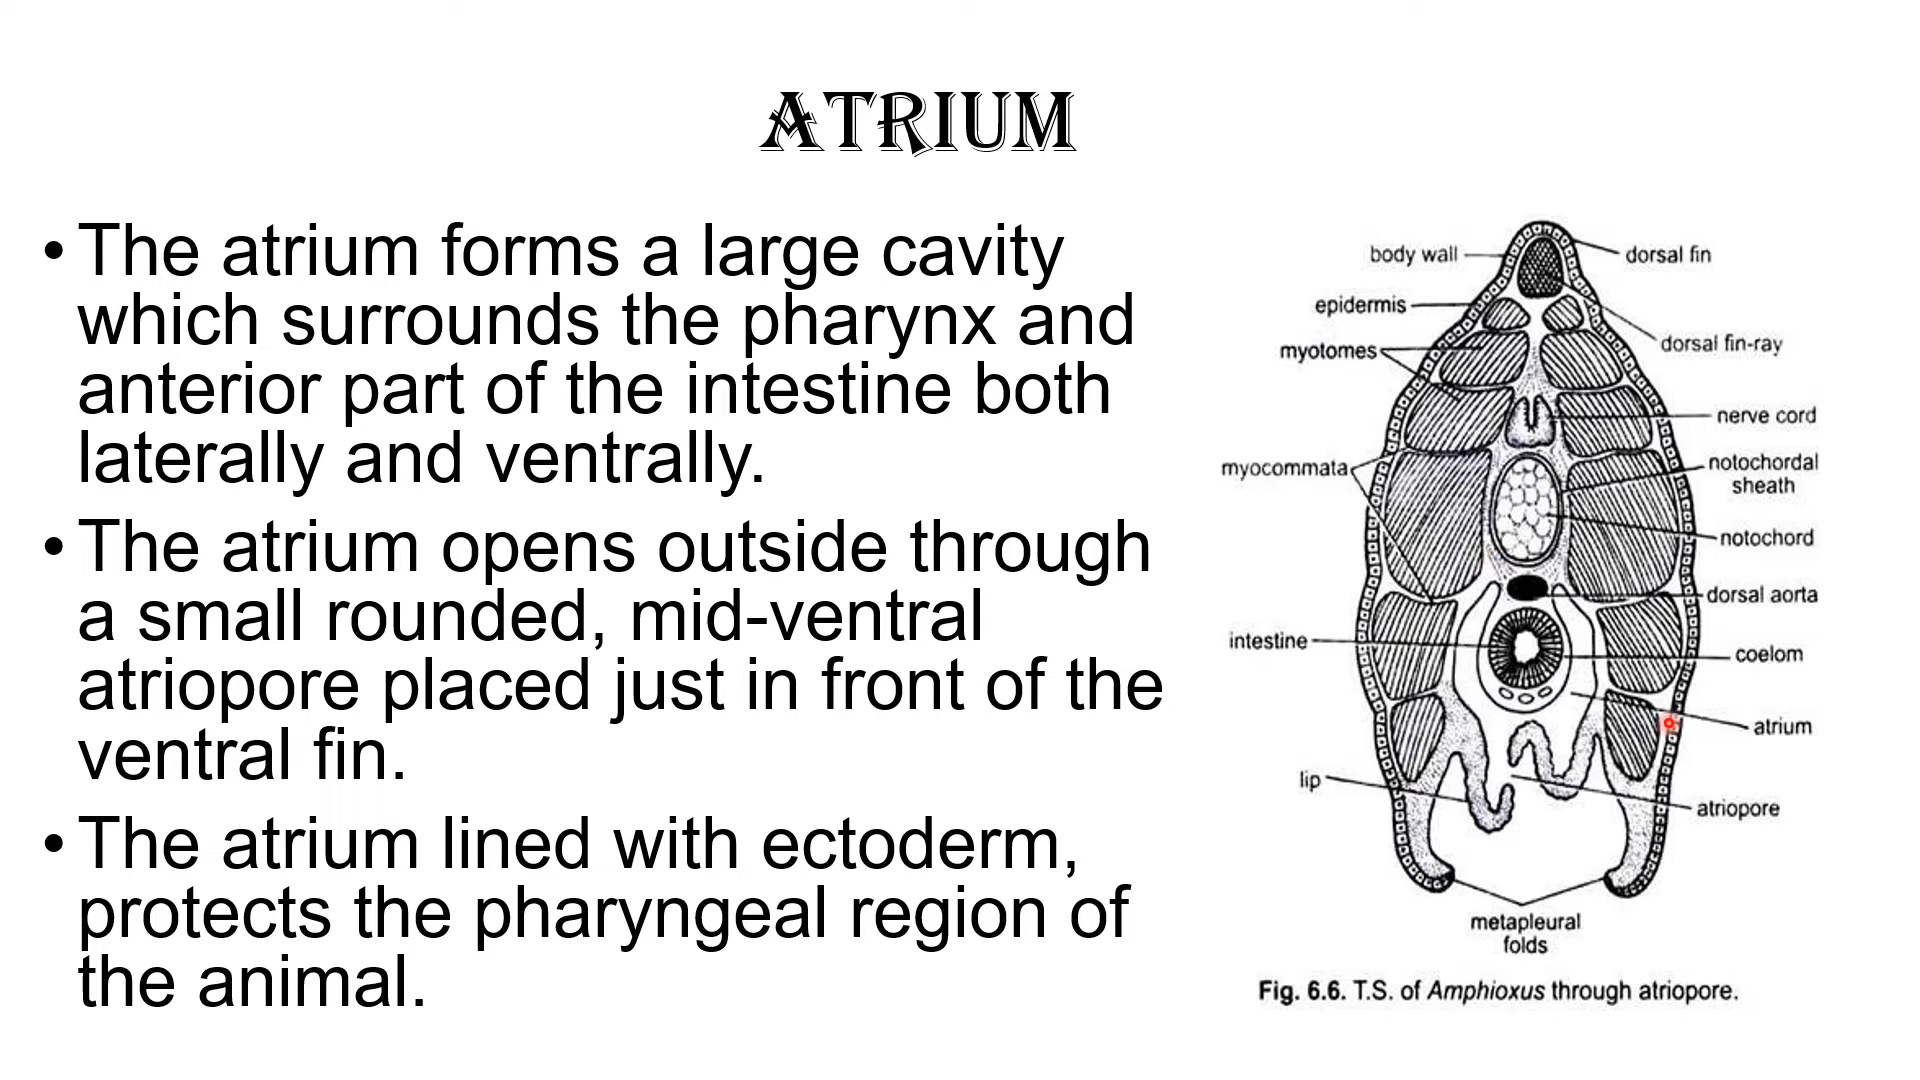 ATRIUM
• The atrium forms a large cavity
which surrounds the pharynx and
anterior part of the intestine both
laterally and ventrally.
• The atrium opens outside through
a small rounded, mid-ventral
atriopore placed just in front of the
ventral fin.
• The atrium lined with ectoderm,
protects the pharyngeal region of
the animal.
body wall
dorsal fin
epidermis
dorsal fin-ray
myotomes
nerve cord
myocommata
notochordal
sheath
notochord
dorsal aorta
intestine
coelom
atrium
lip
atriopore
metapleural
folds
Fig. 6.6. T.S. of Amphioxus through atriopore.